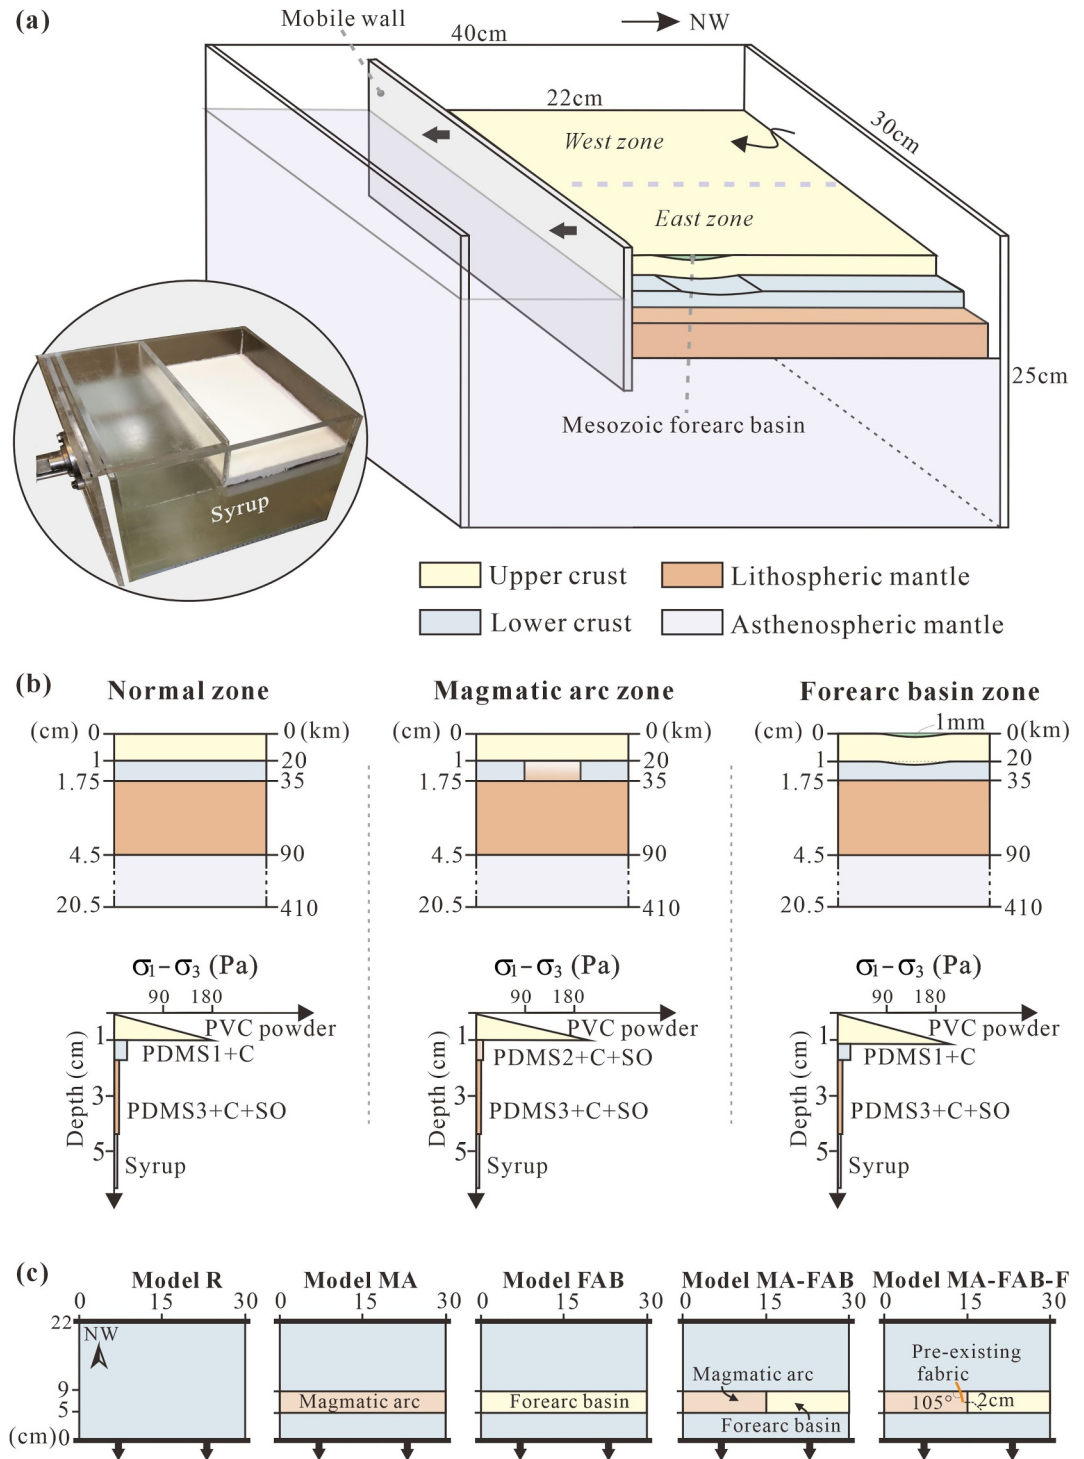 (a)
Mobile wall
NW
40cm
22cm
30cm
West zone
East zone
25cm
Mesozoic forearc basin
Syrup
Upper crust
Lithospheric mantle
Lower crust
Asthenospheric mantle
(b)
Normal zone
Magmatic arc zone
Forearc basin zone
(cm) 0 0 (km)
1 20
1.75 35
4.5 90
20.5 410
0 0 (km)
1 20
1.75 35
4.5 90
20.5 410
(cm) 0 1mm 0 (km)
1 20
1.75 35
4.5 90
20.5 410
σ1−σ3 (Pa)
90 180
PVC powder
1
PDMS1+C
3
PDMS3+C+SO
5
Syrup
Depth (cm)
σ1−σ3 (Pa)
90 180
PVC powder
1
PDMS2+C+SO
3
PDMS3+C+SO
5
Syrup
Depth (cm)
σ1−σ3 (Pa)
90 180
PVC powder
1
PDMS1+C
3
PDMS3+C+SO
5
Syrup
Depth (cm)
(c)
Model R
Model MA
Model FAB
Model MA-FAB
Model MA-FAB-F
0 15 30
0 15 30
0 15 30
0 15 30
0 15 30
22
NW
9
5
(cm)0
Magmatic arc
Forearc basin
Magmatic arc
Forearc basin
Pre-existing
fabric
105°
2cm